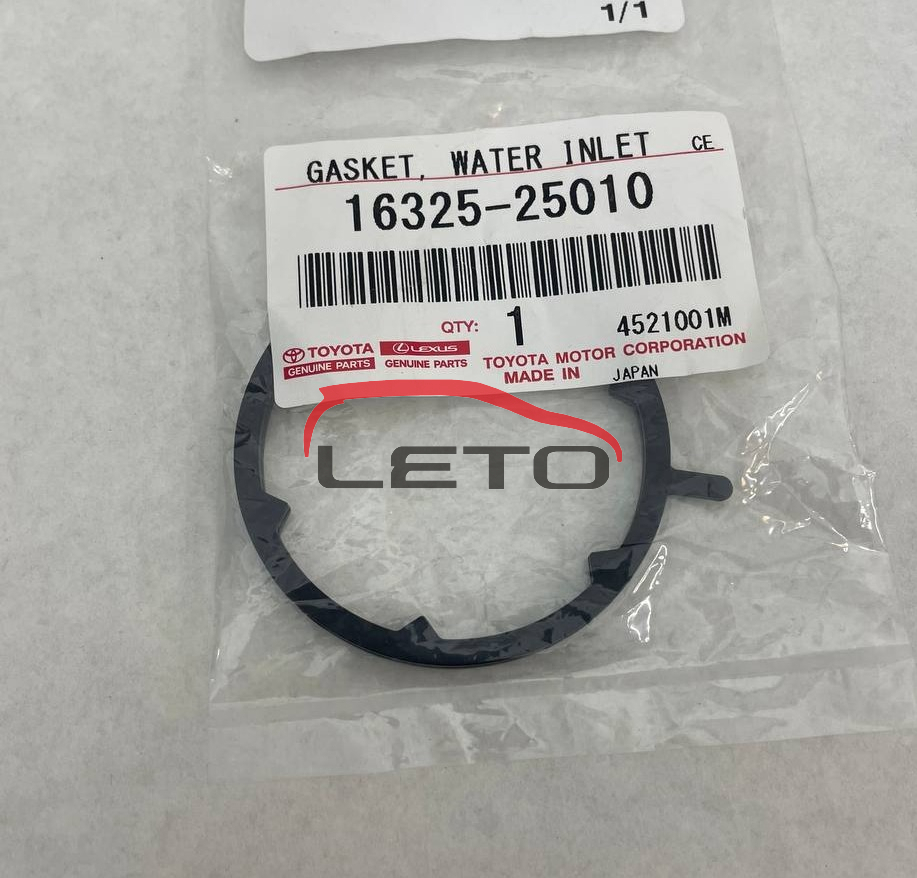 1/1
GASKET, WATER INLET CE
16325-25010
QTY: 1 4521001M
TOYOTA LEXUS TOYOTA MOTOR CORPORATION
GENUINE PARTS GENUINE PARTS MADE IN JAPAN
LETO